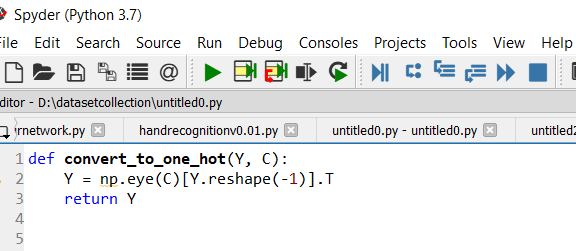 Spyder (Python 3.7)
File Edit Search Source Run Debug Consoles Projects Tools View Help
ditor - D:\datasetcollection\untitled0.py
rnetwork.py handrecognitionv0.01.py untitled0.py - untitled0.py untitled2
1 def convert_to_one_hot(Y, C):
2 Y = np.eye(C)[Y.reshape(-1)].T
3 return Y
4
5